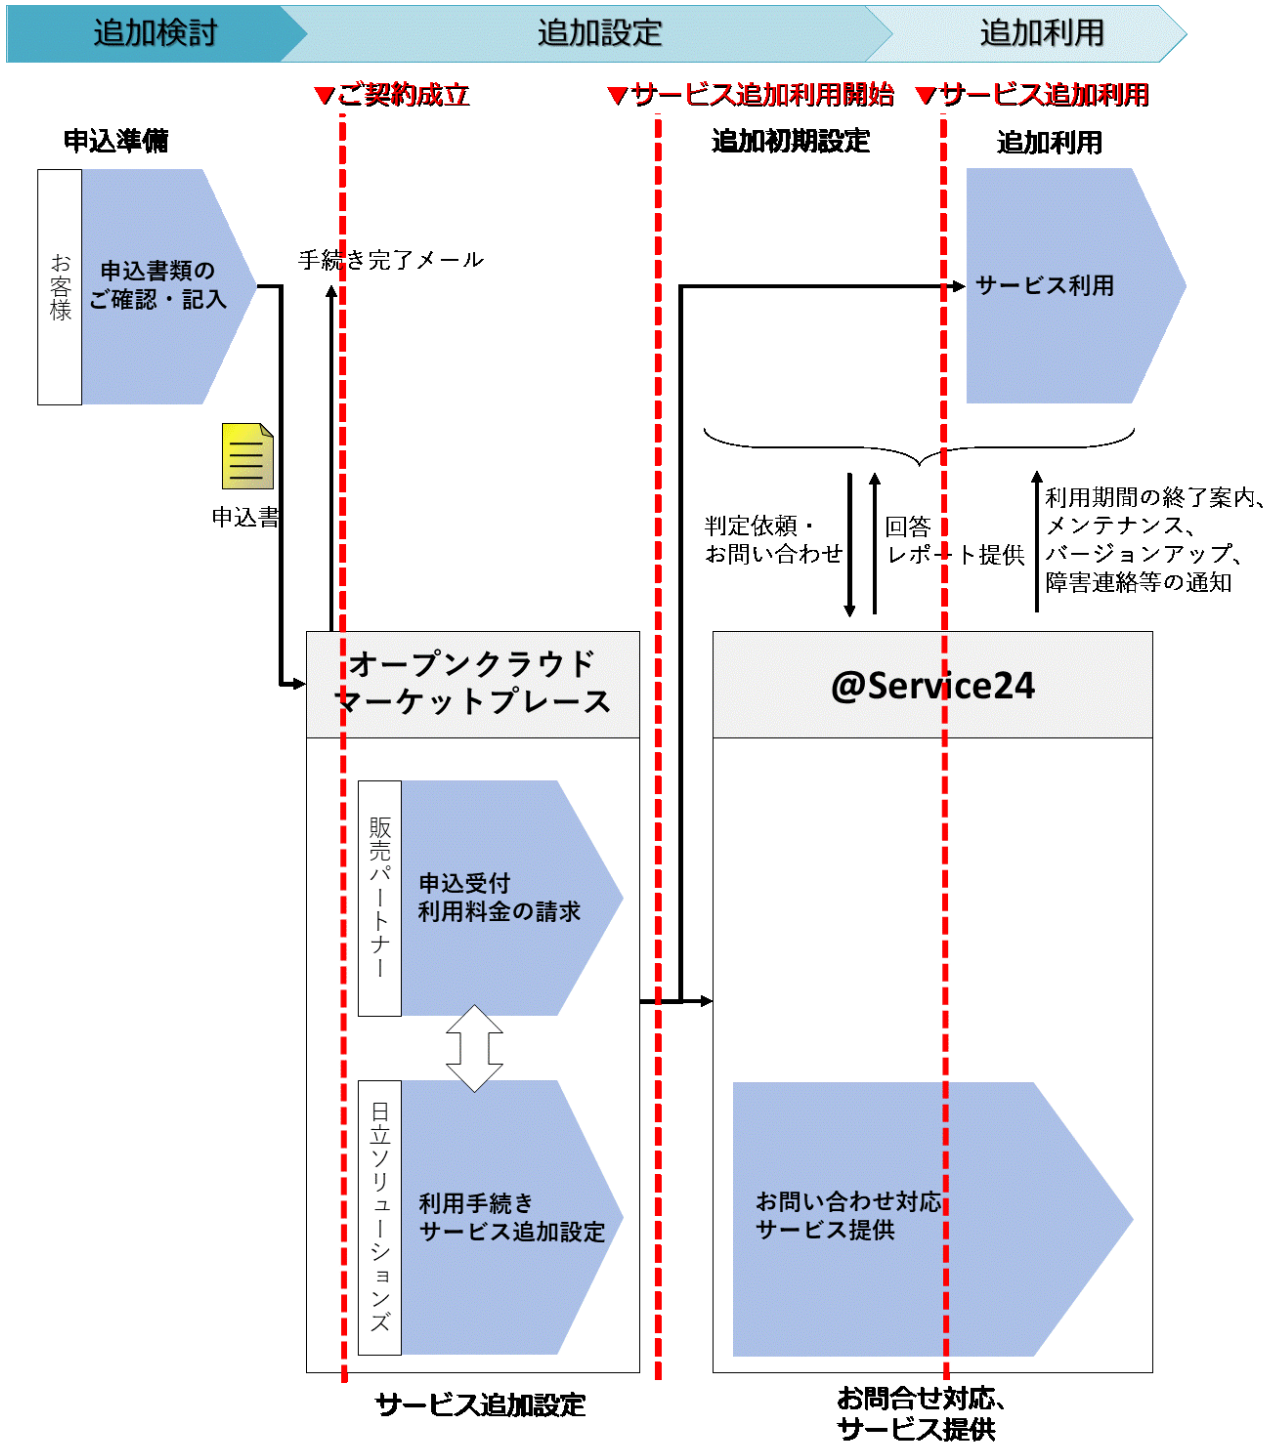 追加検討
追加設定
追加利用
▼ご契約成立
▼サービス追加利用開始
▼サービス追加利用
申込準備
追加初期設定
追加利用
お客様
申込書類の
ご確認・記入
手続き完了メール
サービス利用
申込書
判定依頼・
お問い合わせ
回答
レポート提供
利用期間の終了案内、
メンテナンス、
バージョンアップ、
障害連絡等の通知
オープンクラウド
マーケットプレース
@Service24
販売パートナー
申込受付
利用料金の請求
日立ソリューションズ
利用手続き
サービス追加設定
お問い合わせ対応
サービス提供
サービス追加設定
お問合せ対応、
サービス提供